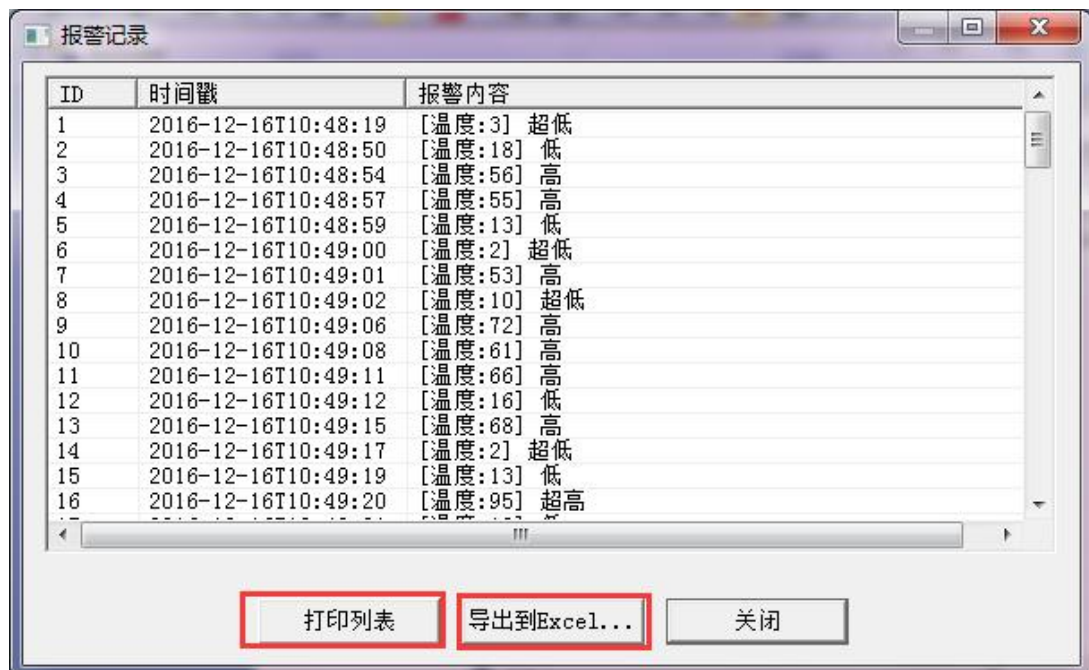 报警记录
ID 时间戳 报警内容
1 2016-12-16T10:48:19 [温度:3] 超低
2 2016-12-16T10:48:50 [温度:18] 低
3 2016-12-16T10:48:54 [温度:56] 高
4 2016-12-16T10:48:57 [温度:55] 高
5 2016-12-16T10:48:59 [温度:13] 低
6 2016-12-16T10:49:00 [温度:2] 超低
7 2016-12-16T10:49:01 [温度:53] 高
8 2016-12-16T10:49:02 [温度:10] 超低
9 2016-12-16T10:49:06 [温度:72] 高
10 2016-12-16T10:49:08 [温度:61] 高
11 2016-12-16T10:49:11 [温度:66] 高
12 2016-12-16T10:49:12 [温度:16] 低
13 2016-12-16T10:49:15 [温度:68] 高
14 2016-12-16T10:49:17 [温度:2] 超低
15 2016-12-16T10:49:19 [温度:13] 低
16 2016-12-16T10:49:20 [温度:95] 超高
打印列表 导出到Excel... 关闭